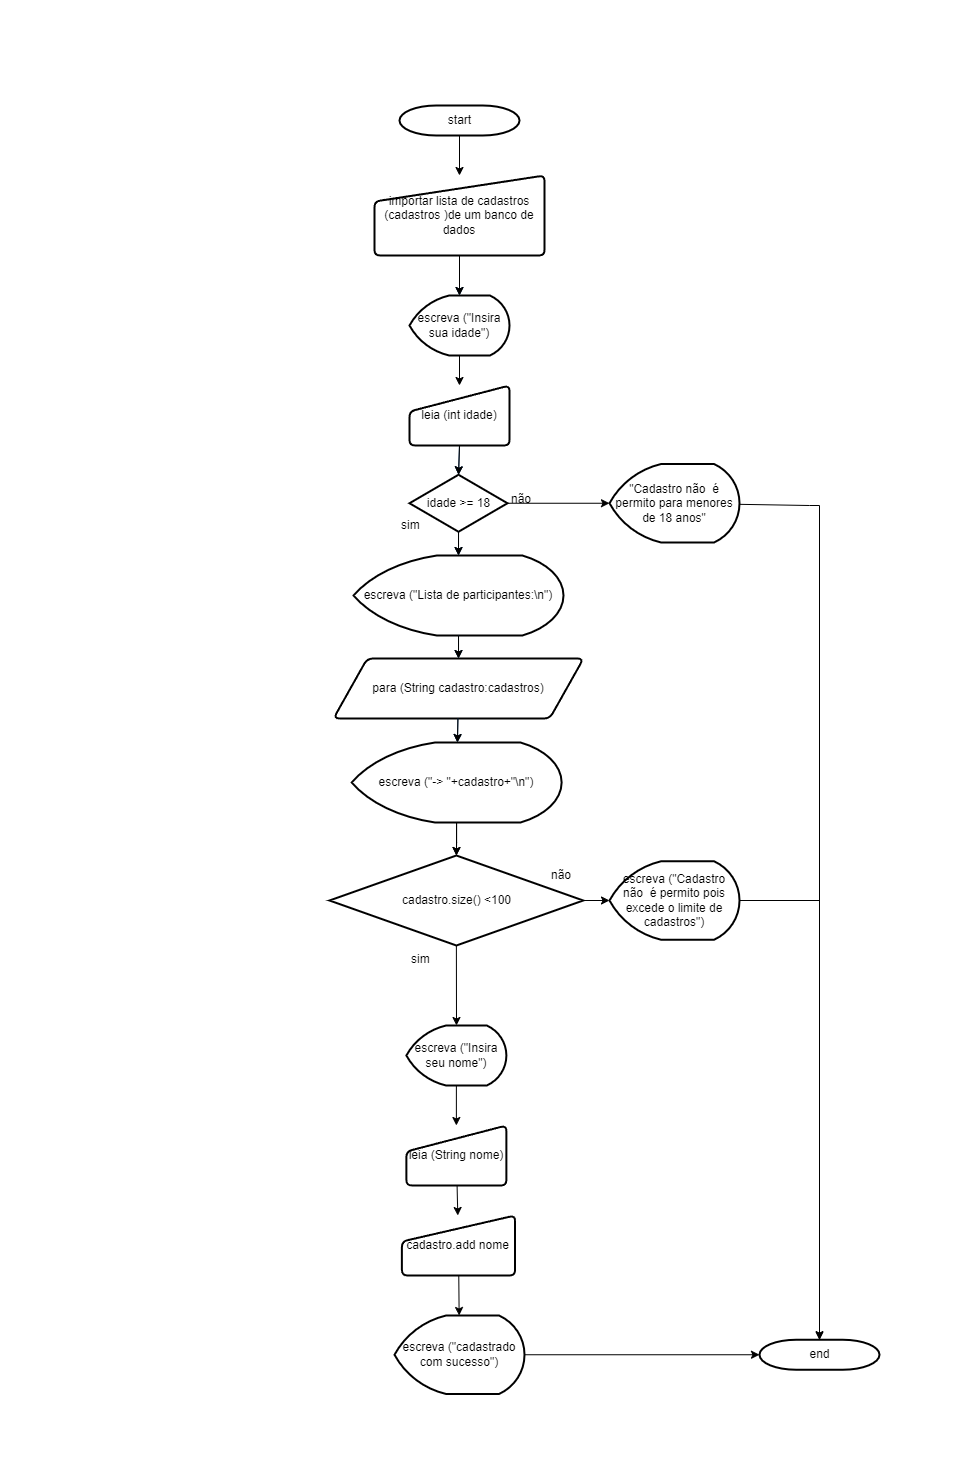 start
importar lista de cadastros
(cadastros )de um banco de
dados
escreva ("Insira
sua idade")
leia (int idade)
idade >= 18
não
"Cadastro não  é
permito para menores
de 18 anos"
sim
escreva ("Lista de participantes:\n")
para (String cadastro:cadastros)
escreva ("-> "+cadastro+"\n")
não
cadastro.size() <100
escreva ("Cadastro
não  é permito pois
excede o limite de
cadastros")
sim
escreva ("Insira
seu nome")
leia (String nome)
cadastro.add nome
escreva ("cadastrado
com sucesso")
end